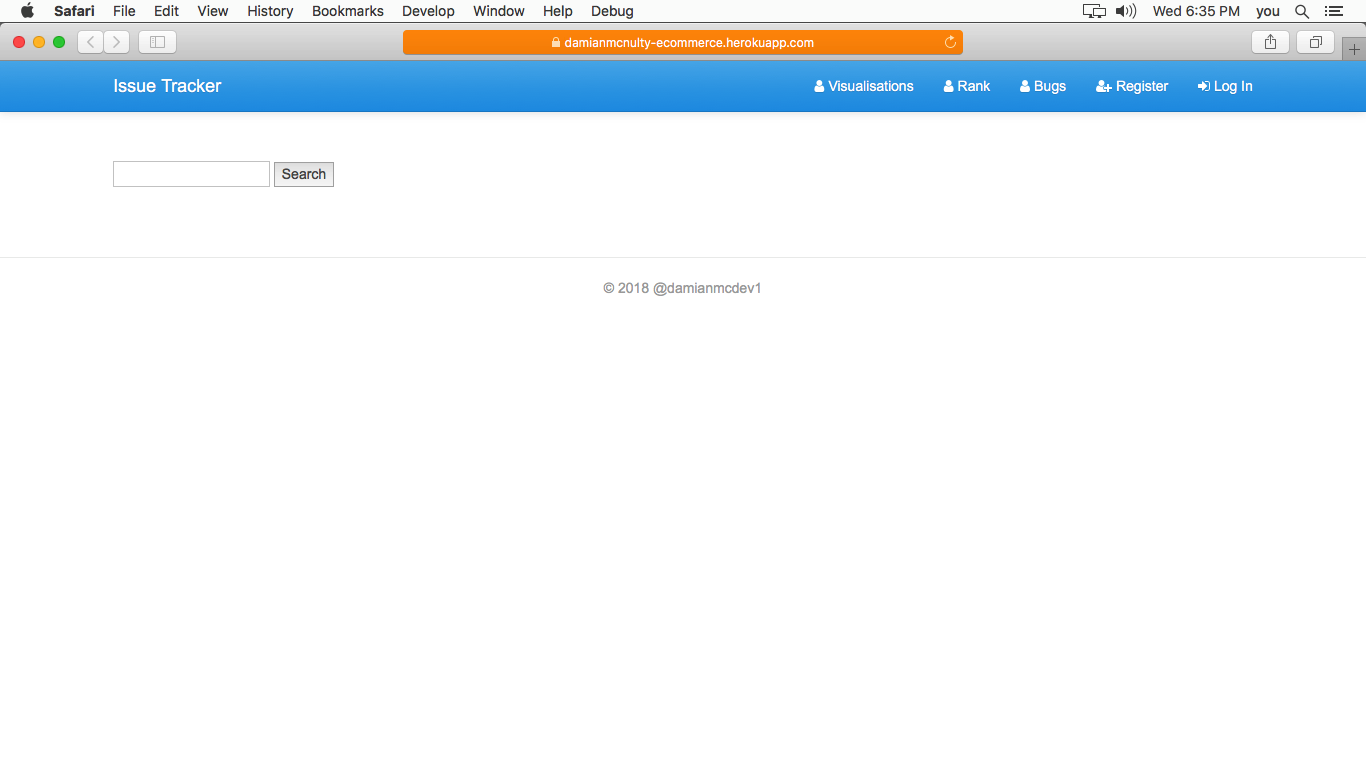 Safari File Edit View History Bookmarks Develop Window Help Debug Wed 6:35 PM you
damianmcnulty-ecommerce.herokuapp.com
Issue Tracker Visualisations Rank Bugs Register Log In
Search
© 2018 @damianmcdev1